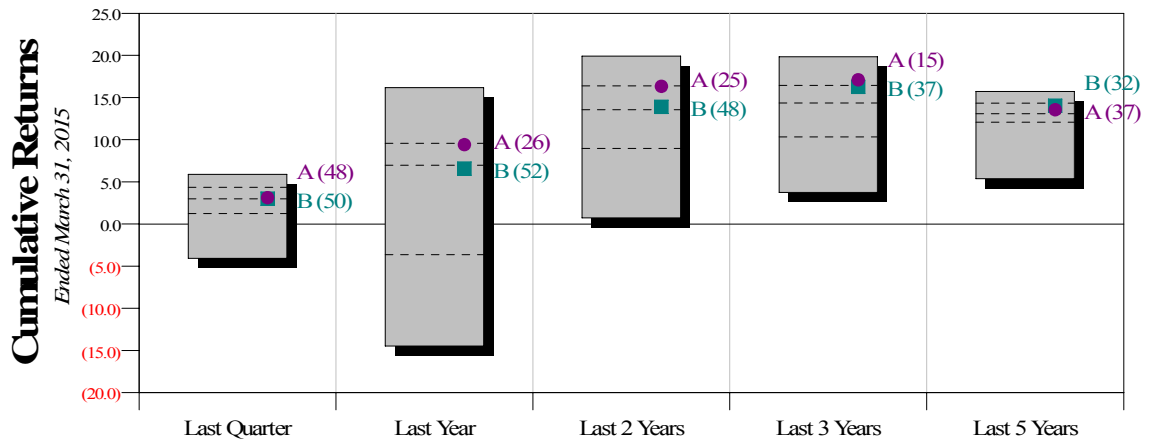 Cumulative Returns
Ended March 31, 2015
25.0
20.0
15.0
10.0
5.0
0.0
(5.0)
(10.0)
(15.0)
(20.0)
A (48)
B (50)
A (26)
B (52)
A (25)
B (48)
A (15)
B (37)
B (32)
A (37)
Last Quarter
Last Year
Last 2 Years
Last 3 Years
Last 5 Years